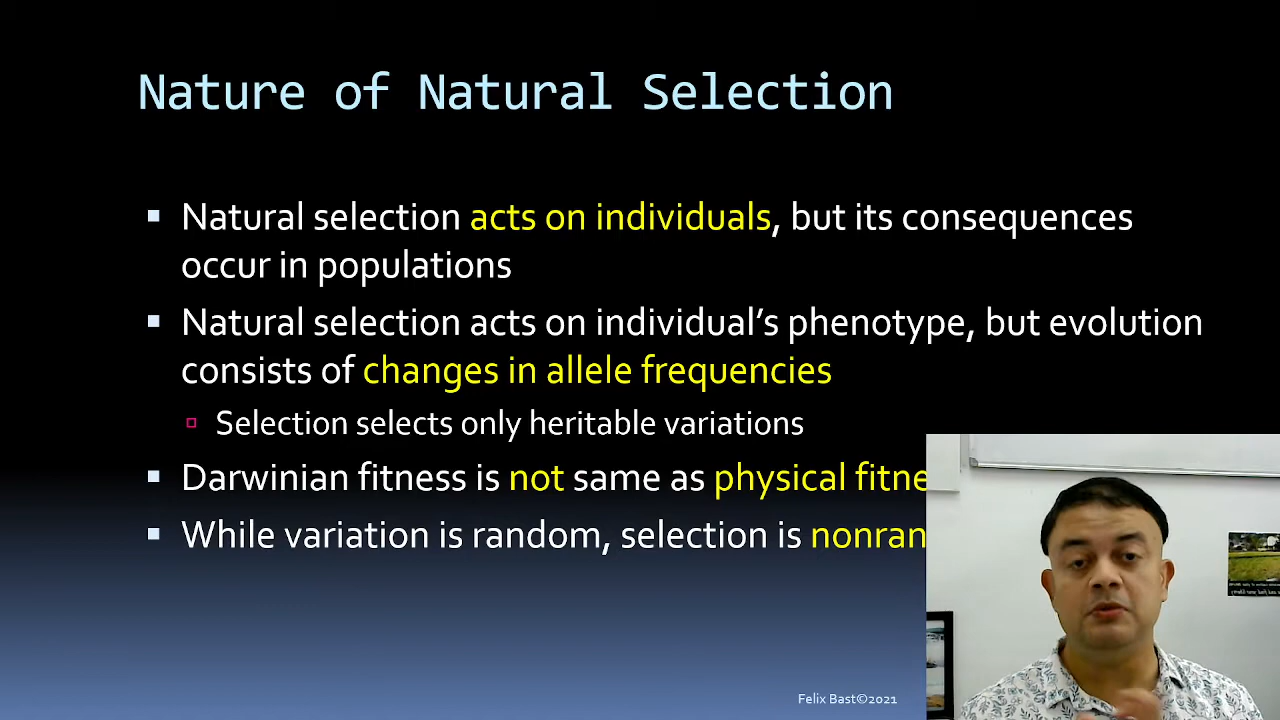 Nature of Natural Selection
▪ Natural selection acts on individuals, but its consequences
occur in populations
▪ Natural selection acts on individual’s phenotype, but evolution
consists of changes in allele frequencies
▫ Selection selects only heritable variations
▪ Darwinian fitness is not same as physical fitne
▪ While variation is random, selection is nonran
Felix Bast©2021